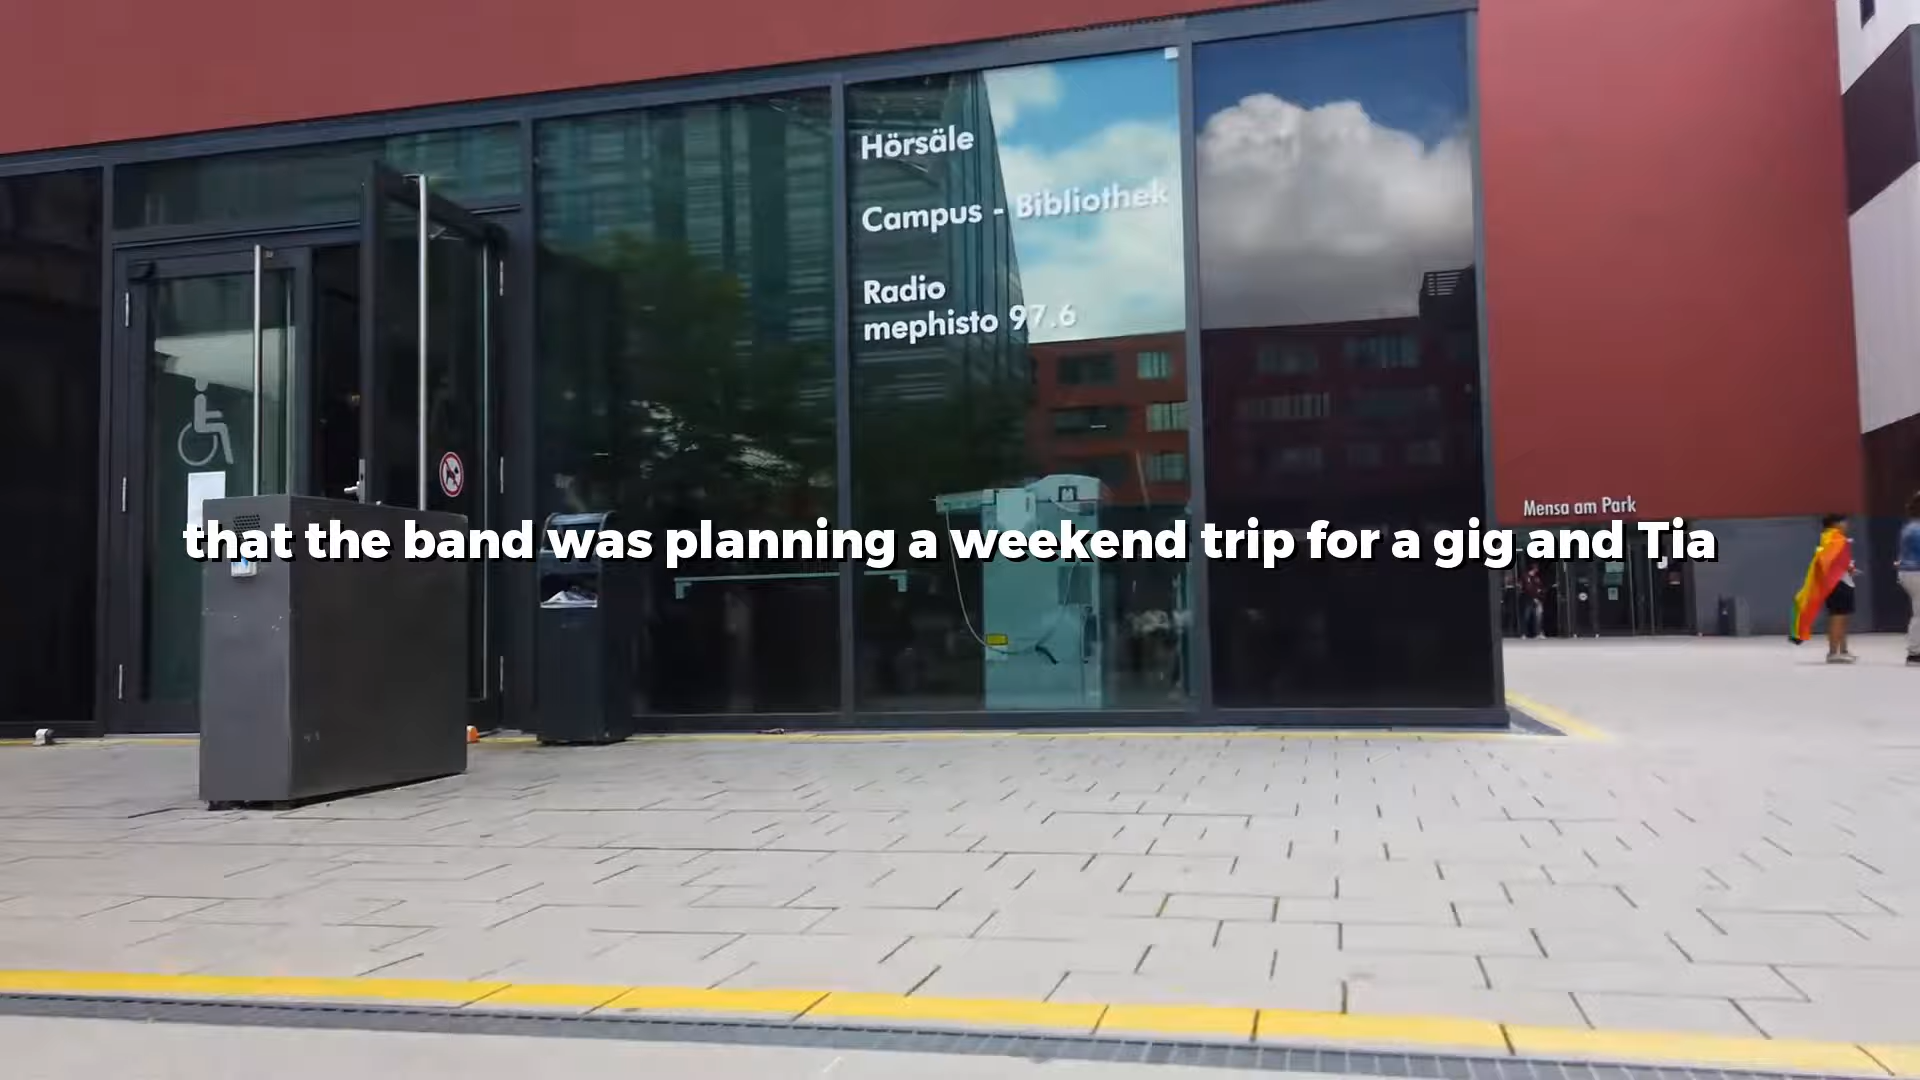 Hörsäle
Campus - Bibliothek
Radio
mephisto 97.6
Mensa am Park
that the band was planning a weekend trip for a gig and Tia